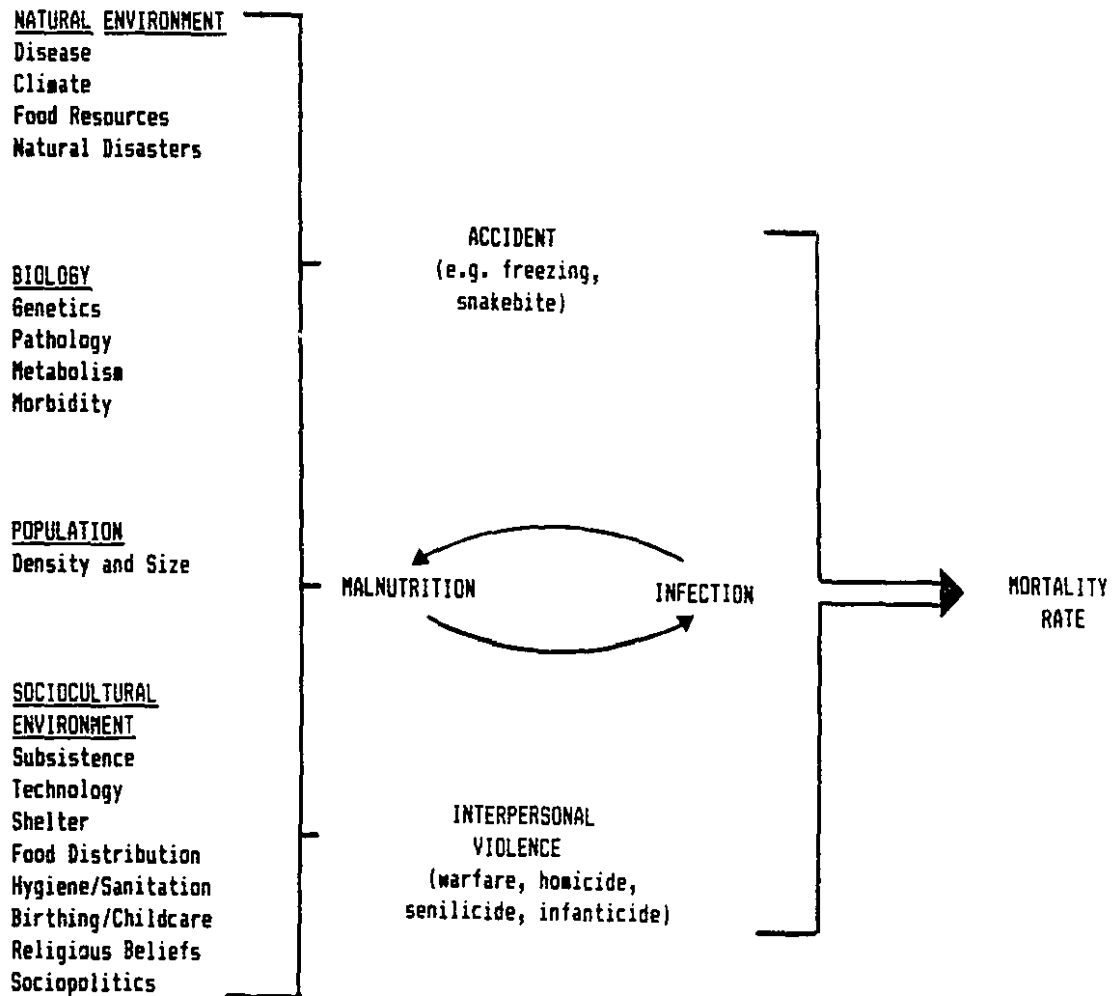 NATURAL ENVIRONMENT
Disease
Climate
Food Resources
Natural Disasters
BIOLOGY
Genetics
Pathology
Metabolism
Morbidity
POPULATION
Density and Size
SOCIOCULTURAL
ENVIRONMENT
Subsistence
Technology
Shelter
Food Distribution
Hygiene/Sanitation
Birthing/Childcare
Religious Beliefs
Sociopolitics
ACCIDENT
(e.g. freezing,
snakebite)
MALNUTRITION
INFECTION
INTERPERSONAL
VIOLENCE
(warfare, homicide,
senilicide, infanticide)
MORTALITY
RATE